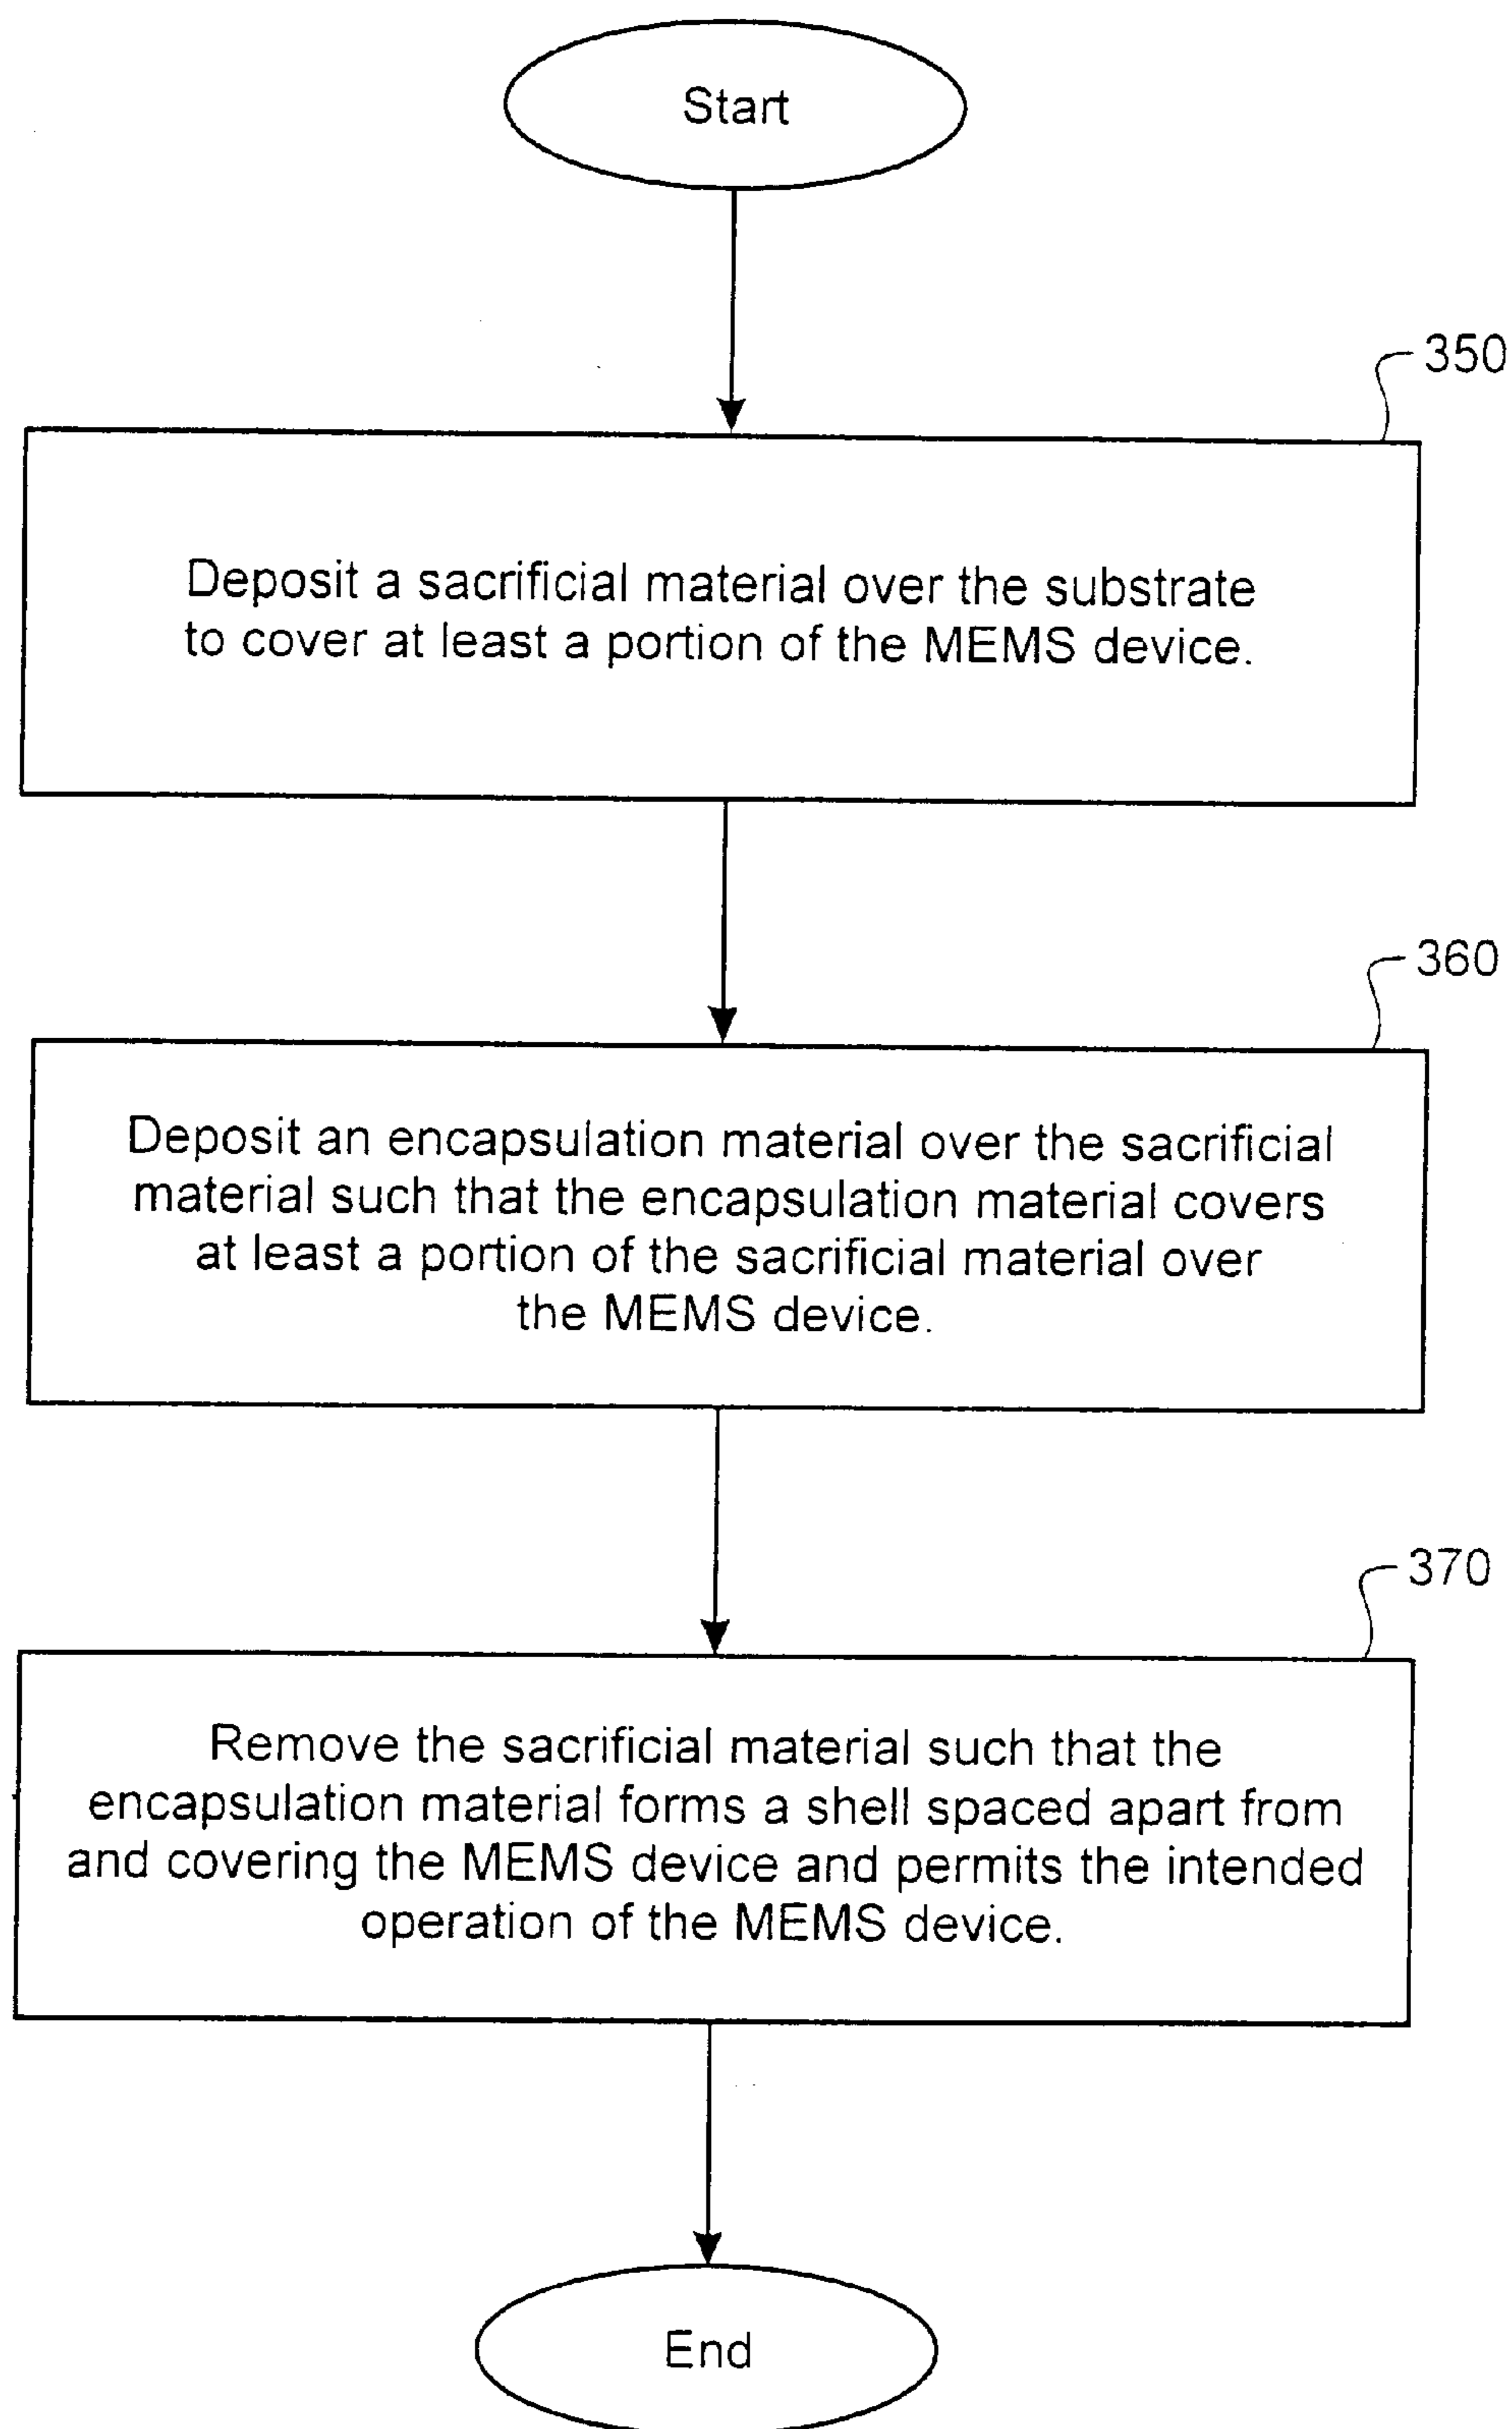 Start
350
Deposit a sacrificial material over the substrate
to cover at least a portion of the MEMS device.
360
Deposit an encapsulation material over the sacrificial
material such that the encapsulation material covers
at least a portion of the sacrificial material over
the MEMS device.
370
Remove the sacrificial material such that the
encapsulation material forms a shell spaced apart from
and covering the MEMS device and permits the intended
operation of the MEMS device.
End